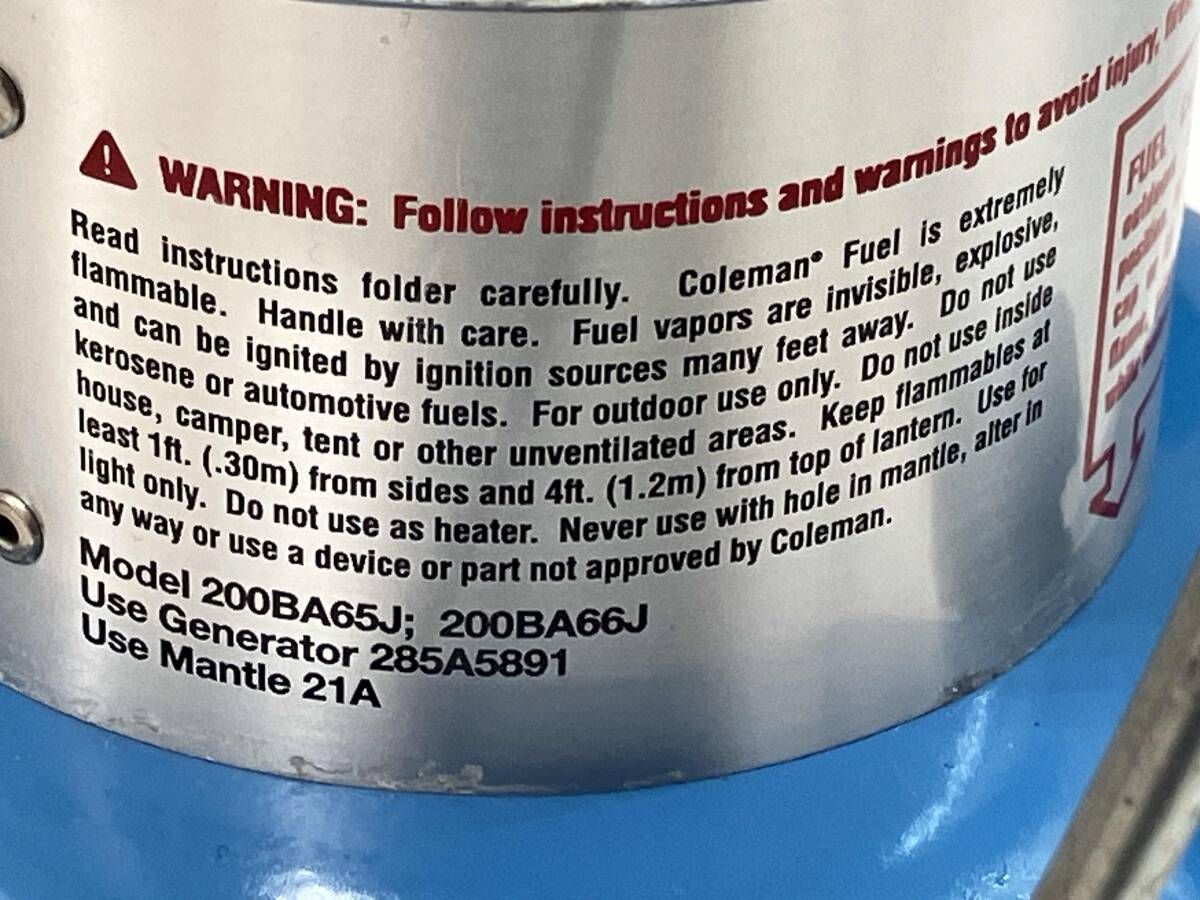 WARNING: Follow instructions and warnings to avoid injury,
Read instructions folder carefully. Coleman® Fuel is extremely
flammable. Handle with care. Fuel vapors are invisible, explosive,
and can be ignited by ignition sources many feet away. Do not use
kerosene or automotive fuels. For outdoor use only. Do not use inside
house, camper, tent or other unventilated areas. Keep flammables at
least 1ft. (.30m) from sides and 4ft. (1.2m) from top of lantern. Use for
light only. Do not use as heater. Never use with hole in mantle, alter in
any way or use a device or part not approved by Coleman.
Model 200BA65J; 200BA66J
Use Generator 285A5891
Use Mantle 21A
FUEL